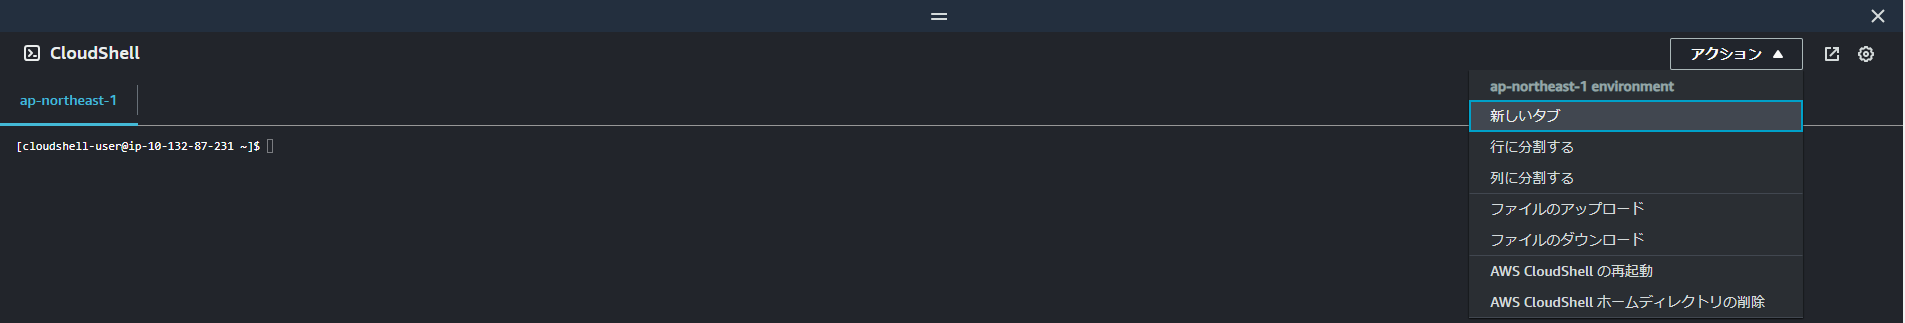 CloudShell
アクション
ap-northeast-1
ap-northeast-1 environment
新しいタブ
行に分割する
列に分割する
ファイルのアップロード
ファイルのダウンロード
AWS CloudShell の再起動
AWS CloudShell ホームディレクトリの削除
[cloudshell-user@ip-10-132-87-231 ~]$